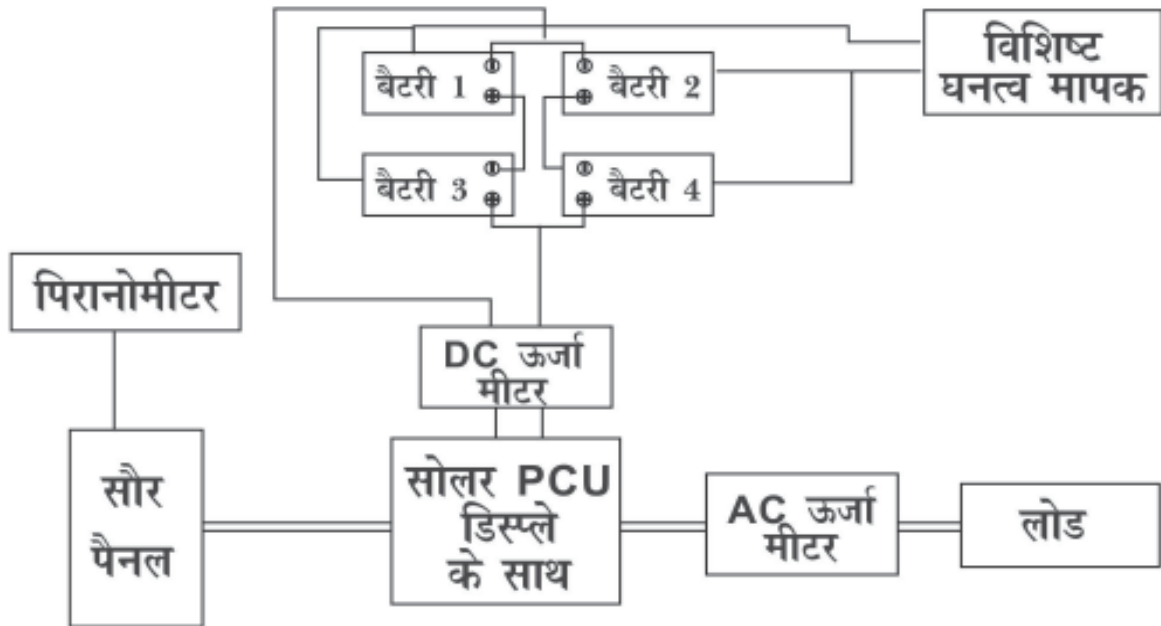 विशिष्ट
घनत्व मापक
बैटरी 1
बैटरी 2
बैटरी 3
बैटरी 4
पिरानोमीटर
DC ऊर्जा
मीटर
सौर
पैनल
सोलर PCU
डिस्प्ले
के साथ
AC ऊर्जा
मीटर
लोड